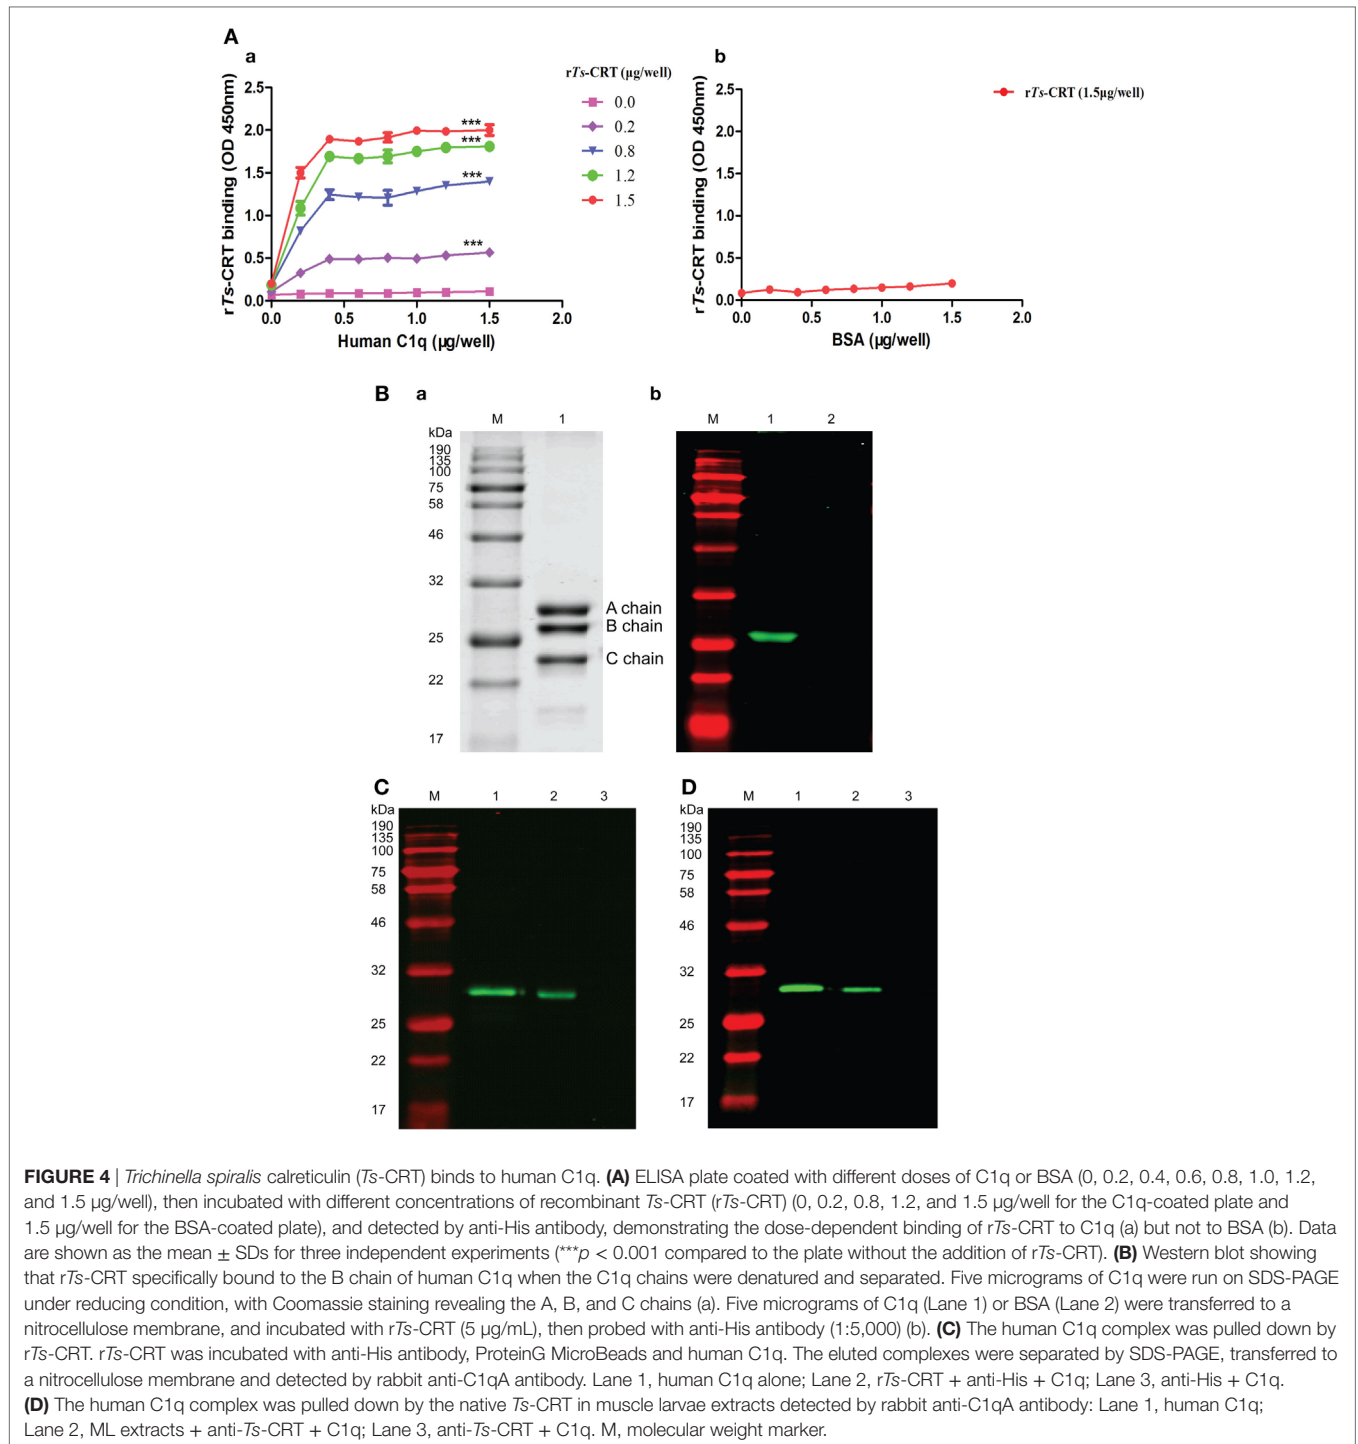 A
a
rTs-CRT binding (OD 450nm)
2.5
2.0
1.5
1.0
0.5
0.0
***
***
***
***
0.0 0.5 1.0 1.5 2.0
Human C1q (µg/well)
rTs-CRT (µg/well)
0.0
0.2
0.8
1.2
1.5
b
rTs-CRT binding (OD 450nm)
2.5
2.0
1.5
1.0
0.5
0.0
0.0 0.5 1.0 1.5 2.0
BSA (µg/well)
rTs-CRT (1.5µg/well)
B
a
M 1
kDa
190
135
100
75
58
46
32
25
22
17
A chain
B chain
C chain
b
M 1 2
C
M 1 2 3
kDa
190
135
100
75
58
46
32
25
22
17
D
M 1 2 3
kDa
190
135
100
75
58
46
32
25
22
17
FIGURE 4 | Trichinella spiralis calreticulin (Ts-CRT) binds to human C1q. (A) ELISA plate coated with different doses of C1q or BSA (0, 0.2, 0.4, 0.6, 0.8, 1.0, 1.2,
and 1.5 µg/well), then incubated with different concentrations of recombinant Ts-CRT (rTs-CRT) (0, 0.2, 0.8, 1.2, and 1.5 µg/well for the C1q-coated plate and
1.5 µg/well for the BSA-coated plate), and detected by anti-His antibody, demonstrating the dose-dependent binding of rTs-CRT to C1q (a) but not to BSA (b). Data
are shown as the mean ± SDs for three independent experiments (***p < 0.001 compared to the plate without the addition of rTs-CRT). (B) Western blot showing
that rTs-CRT specifically bound to the B chain of human C1q when the C1q chains were denatured and separated. Five micrograms of C1q were run on SDS-PAGE
under reducing condition, with Coomassie staining revealing the A, B, and C chains (a). Five micrograms of C1q (Lane 1) or BSA (Lane 2) were transferred to a
nitrocellulose membrane, and incubated with rTs-CRT (5 µg/mL), then probed with anti-His antibody (1:5,000) (b). (C) The human C1q complex was pulled down by
rTs-CRT. rTs-CRT was incubated with anti-His antibody, ProteinG MicroBeads and human C1q. The eluted complexes were separated by SDS-PAGE, transferred to
a nitrocellulose membrane and detected by rabbit anti-C1qA antibody. Lane 1, human C1q alone; Lane 2, rTs-CRT + anti-His + C1q; Lane 3, anti-His + C1q.
(D) The human C1q complex was pulled down by the native Ts-CRT in muscle larvae extracts detected by rabbit anti-C1qA antibody: Lane 1, human C1q;
Lane 2, ML extracts + anti-Ts-CRT + C1q; Lane 3, anti-Ts-CRT + C1q. M, molecular weight marker.